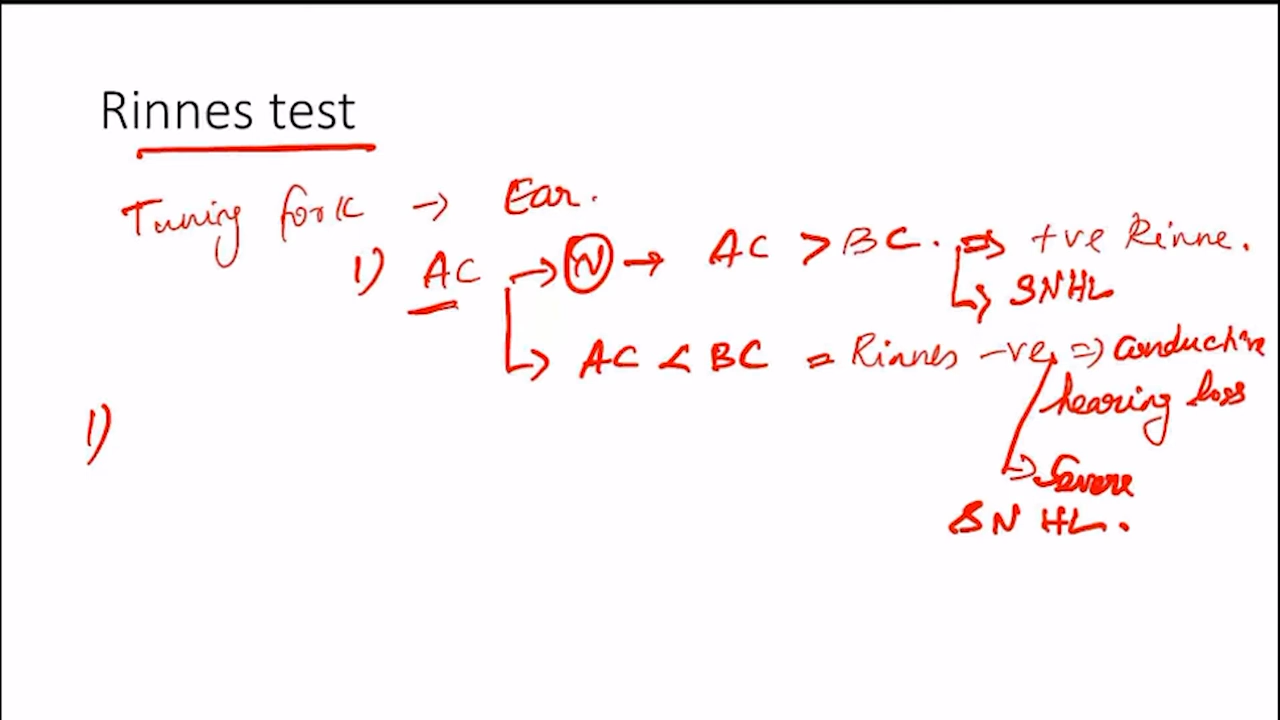 Rinnes test
Tuning fork → Ear.
1) AC → N → AC > BC. ⇒ +ve Rinne.
↳ SNHL
↳ AC < BC = Rinnes -ve ⇒ Conductive
hearing loss
1)
⇒ Severe
SNHL.